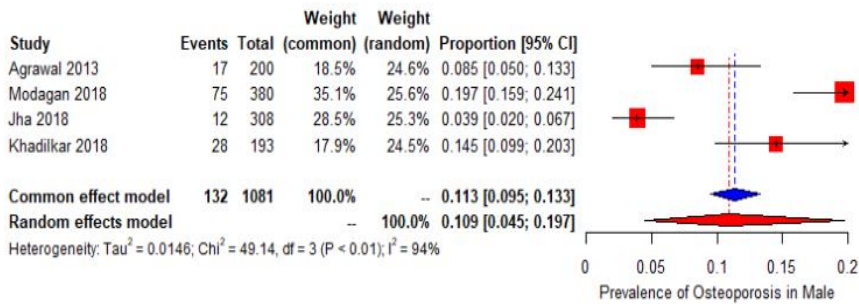 Weight Weight
Study Events Total (common) (random) Proportion [95% CI]
Agrawal 2013 17 200 18.5% 24.6% 0.085 [0.050; 0.133]
Modagan 2018 75 380 35.1% 25.6% 0.197 [0.159; 0.241]
Jha 2018 12 308 28.5% 25.3% 0.039 [0.020; 0.067]
Khadilkar 2018 28 193 17.9% 24.5% 0.145 [0.099; 0.203]
Common effect model 132 1081 100.0% -- 0.113 [0.095; 0.133]
Random effects model -- 100.0% 0.109 [0.045; 0.197]
Heterogeneity: Tau² = 0.0146; Chi² = 49.14, df = 3 (P < 0.01); I² = 94%
0 0.05 0.1 0.15 0.2
Prevalence of Osteoporosis in Male